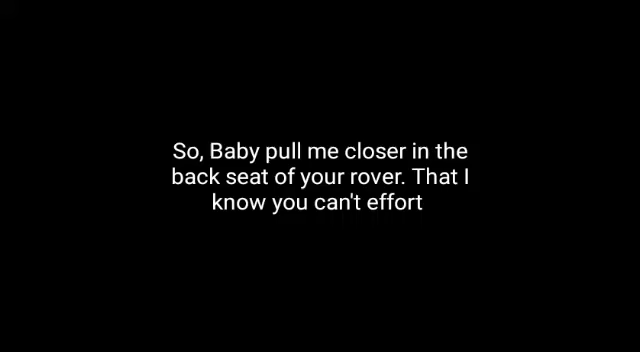 So, Baby pull me closer in the
back seat of your rover. That I
know you can't effort